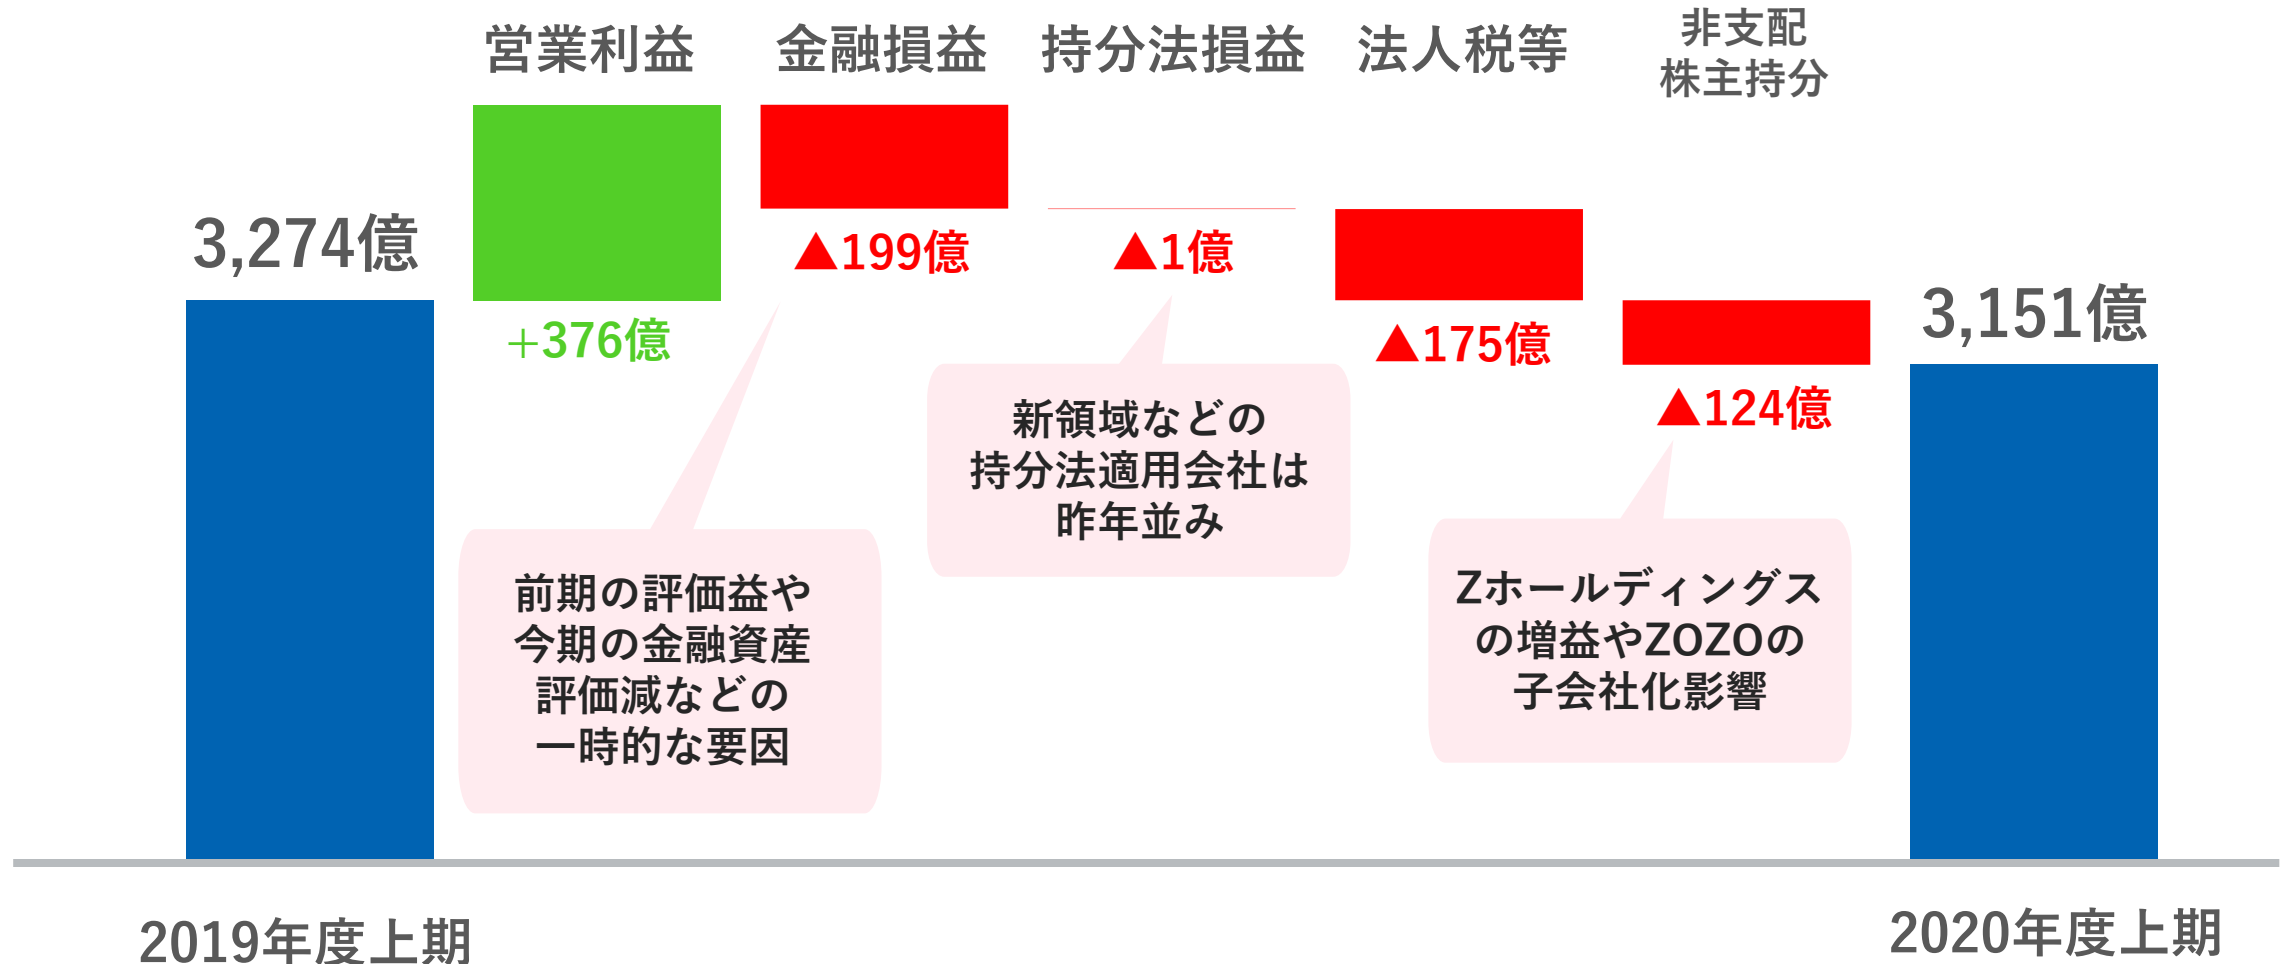 営業利益
金融損益
持分法損益
法人税等
非支配
株主持分
3,274億
+376億
▲199億
▲1億
▲175億
▲124億
3,151億
新領域などの
持分法適用会社は
昨年並み
前期の評価益や
今期の金融資産
評価減などの
一時的な要因
Zホールディングス
の増益やZOZOの
子会社化影響
2019年度上期
2020年度上期